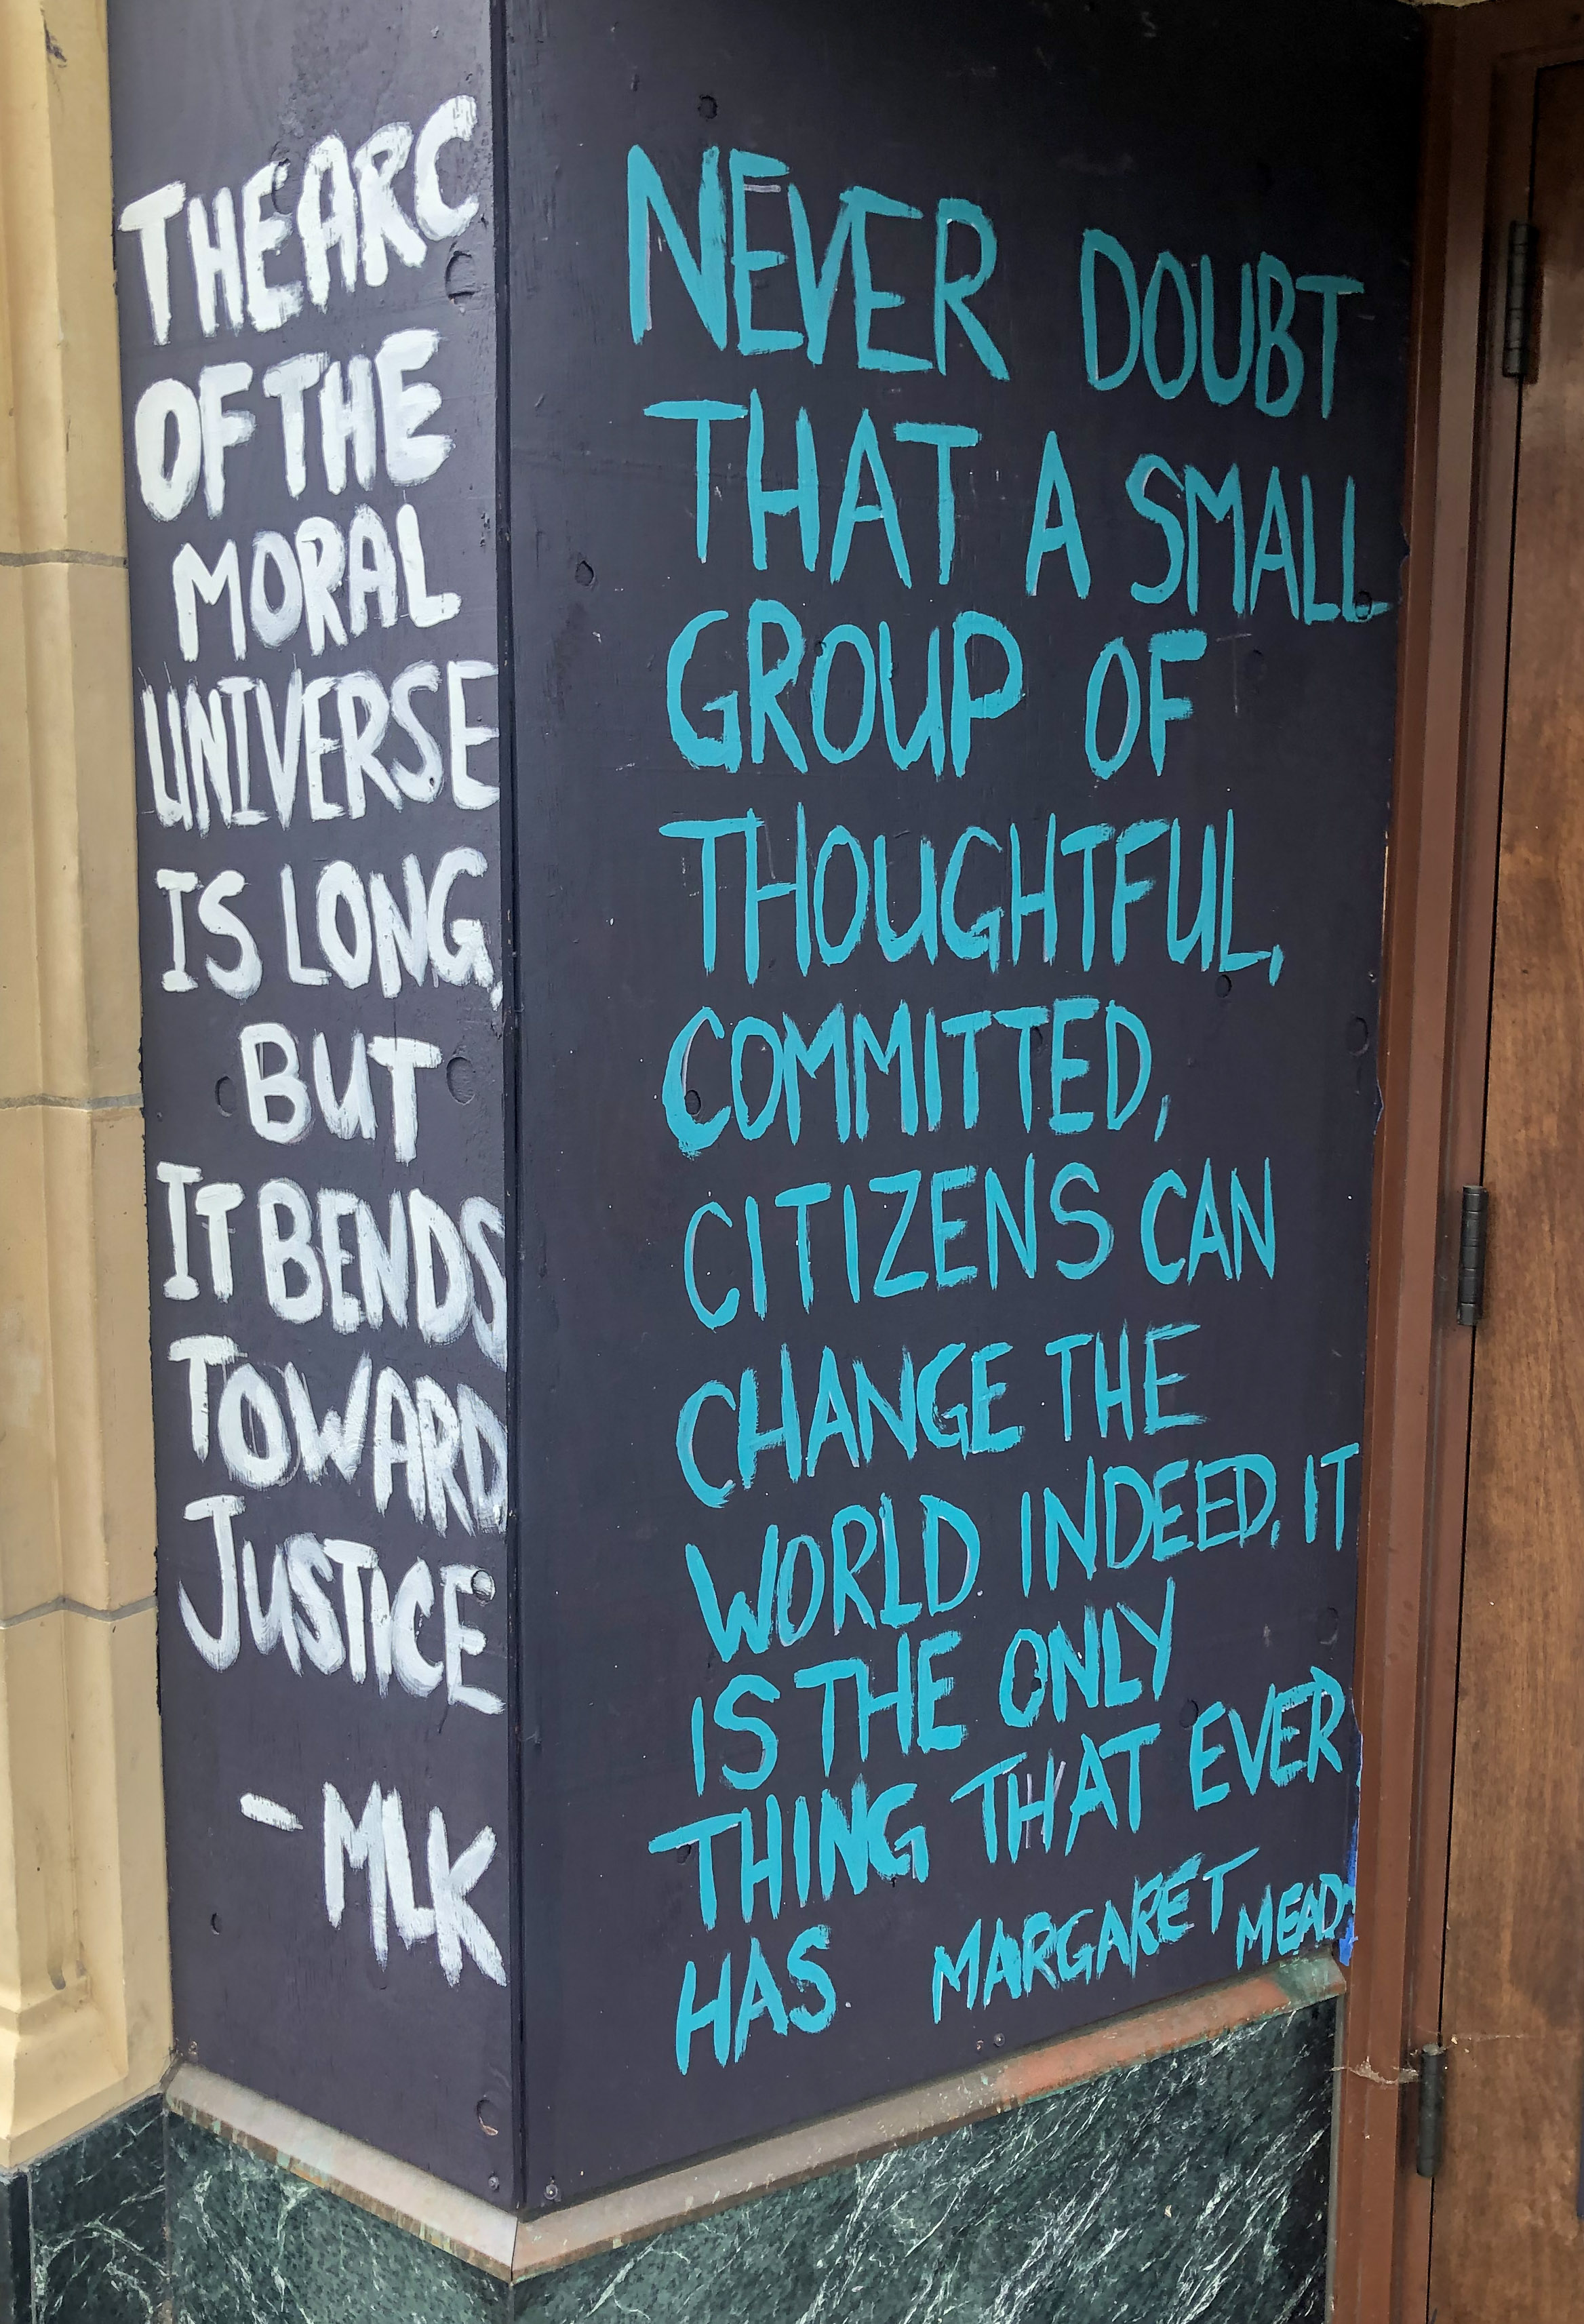 THE ARC
OF THE
MORAL
UNIVERSE
IS LONG,
BUT
IT BENDS
TOWARD
JUSTICE
- MLK
NEVER DOUBT
THAT A SMALL
GROUP OF
THOUGHTFUL,
COMMITTED,
CITIZENS CAN
CHANGE THE
WORLD INDEED, IT
IS THE ONLY
THING THAT EVER
HAS MARGARET MEAD